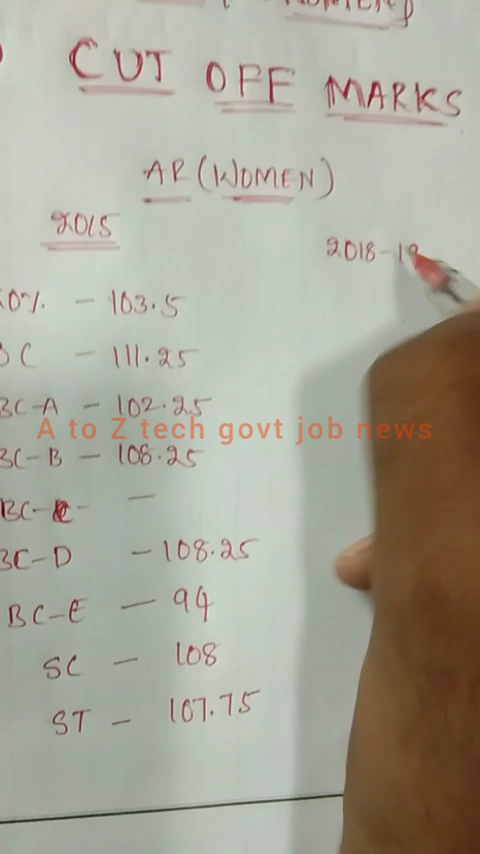 CUT OFF MARKS
AR (WOMEN)
2015
2018-19
0% - 103.5
C - 111.25
BC-A - 102.25
A to Z tech govt job news
BC-B - 108.25
BC-C- -
BC-D - 108.25
BC-E - 94
SC - 108
ST - 107.75